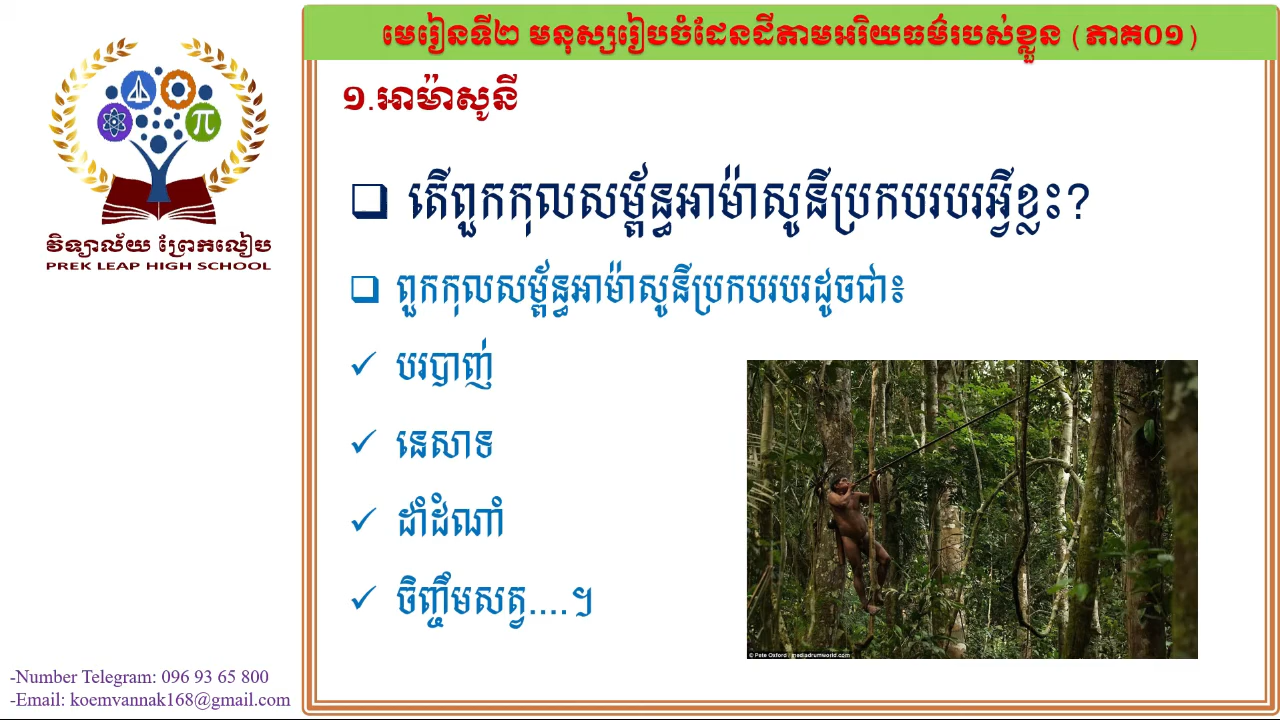 មេរៀនទី២ មនុស្សរៀបចំដែនដីតាមអរិយធម៌របស់ខ្លួន (ភាគ០១)
១.អាម៉ាសូនី
តើពួកកុលសម្ព័ន្ធអាម៉ាសូនីប្រកបរបរអ្វីខ្លះ?
ពួកកុលសម្ព័ន្ធអាម៉ាសូនីប្រកបរបរដូចជា៖
បរបាញ់
នេសាទ
ដាំដំណាំ
ចិញ្ចឹមសត្វ....។
វិទ្យាល័យ ព្រែកលៀប
PREK LEAP HIGH SCHOOL
π
© Pete Oxford / mediadrumworld.com
-Number Telegram: 096 93 65 800
-Email: koemvannak168@gmail.com